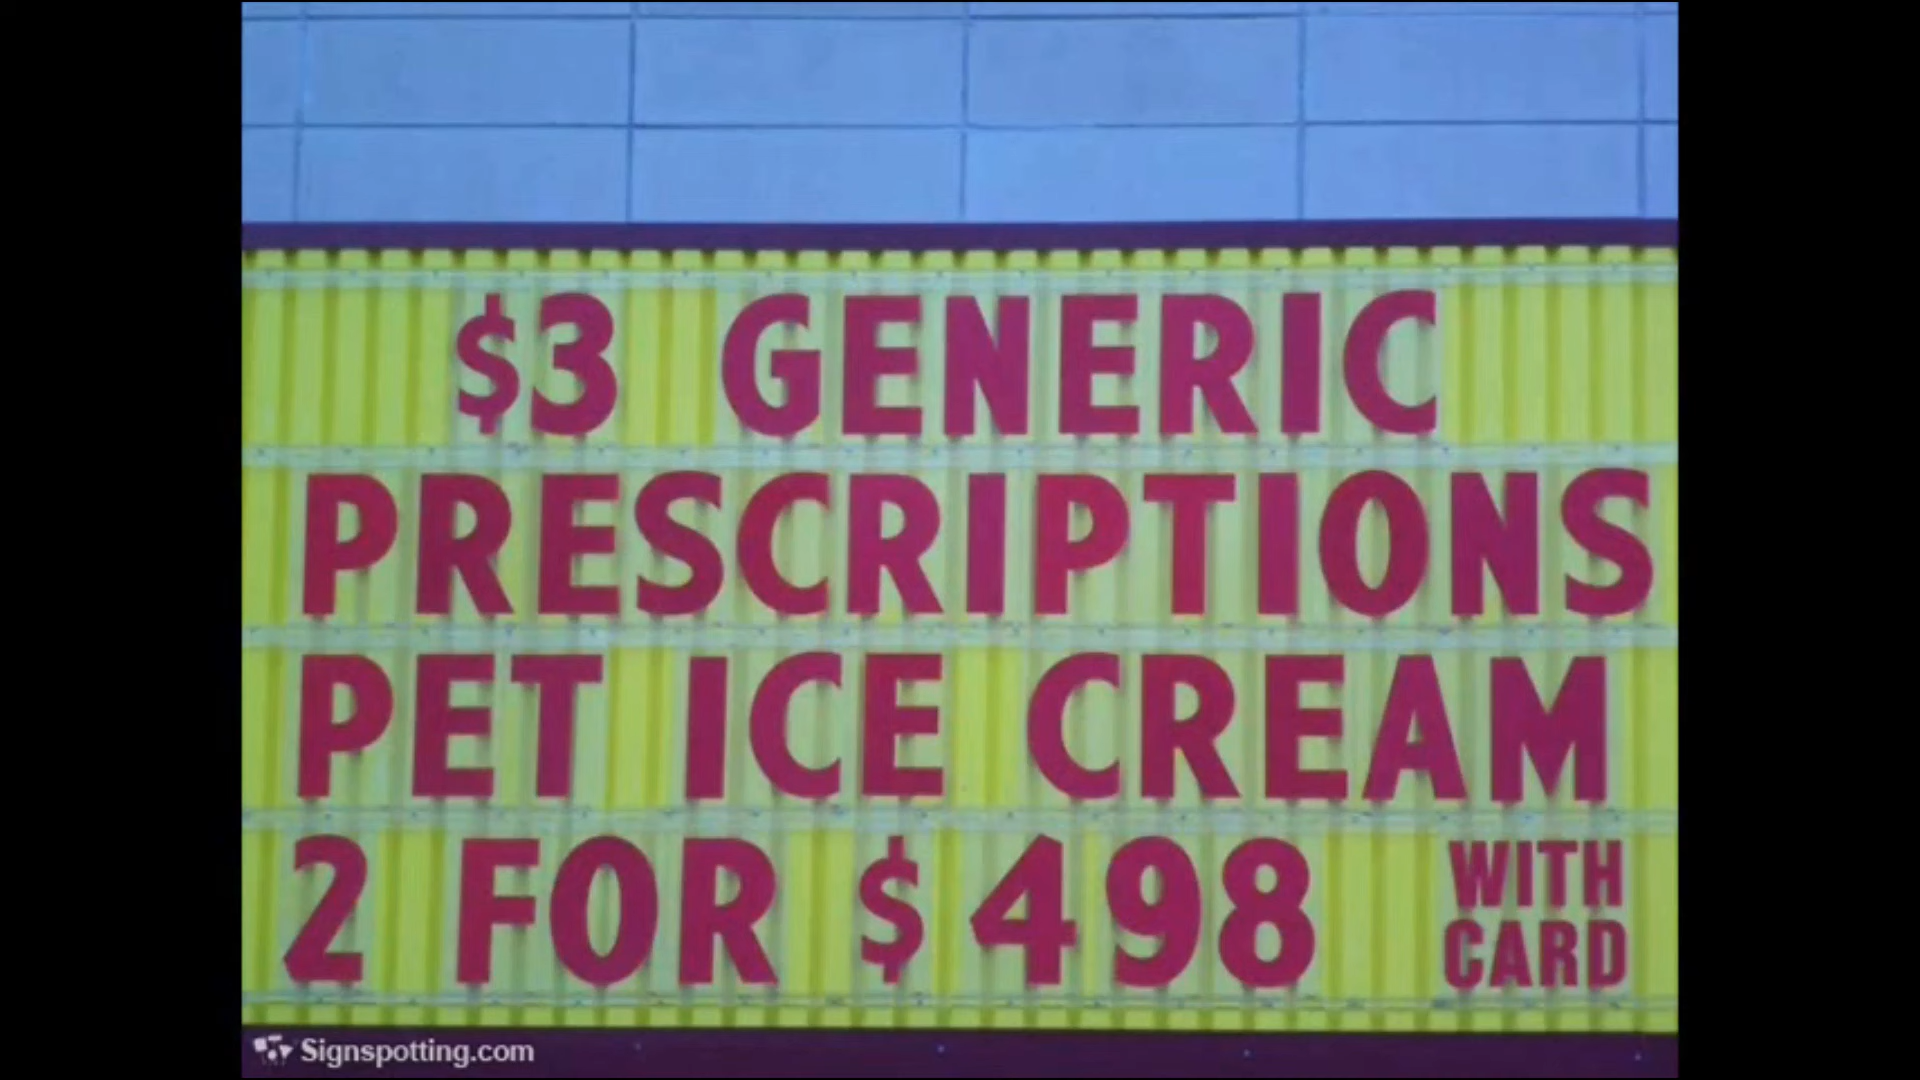 $3 GENERIC
PRESCRIPTIONS
PET ICE CREAM
2 FOR $498 WITH CARD
Signspotting.com